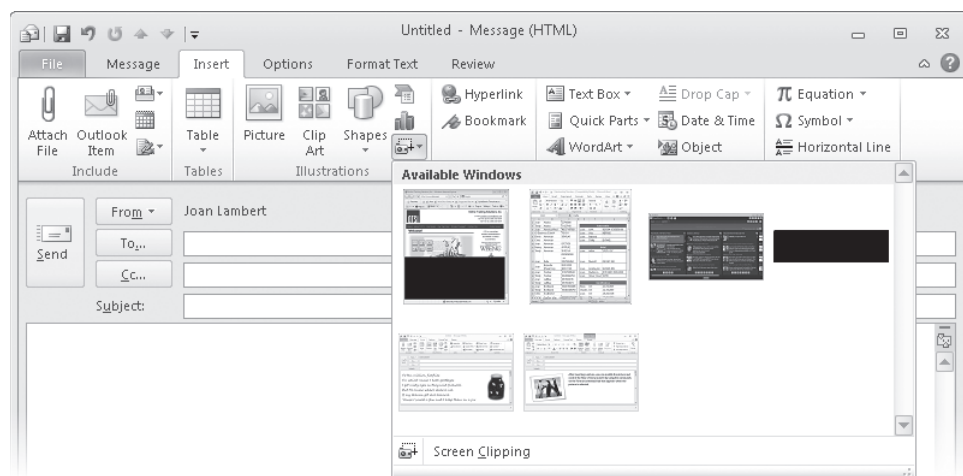 Untitled - Message (HTML)
File Message Insert Options Format Text Review
Attach File
Outlook Item
Include
Table
Tables
Picture
Clip Art
Shapes
Illustrations
Hyperlink
Bookmark
Text Box
Quick Parts
WordArt
Drop Cap
Date & Time
Object
π Equation
Ω Symbol
Horizontal Line
Available Windows
Send
From Joan Lambert
To...
Cc...
Subject:
Screen Clipping